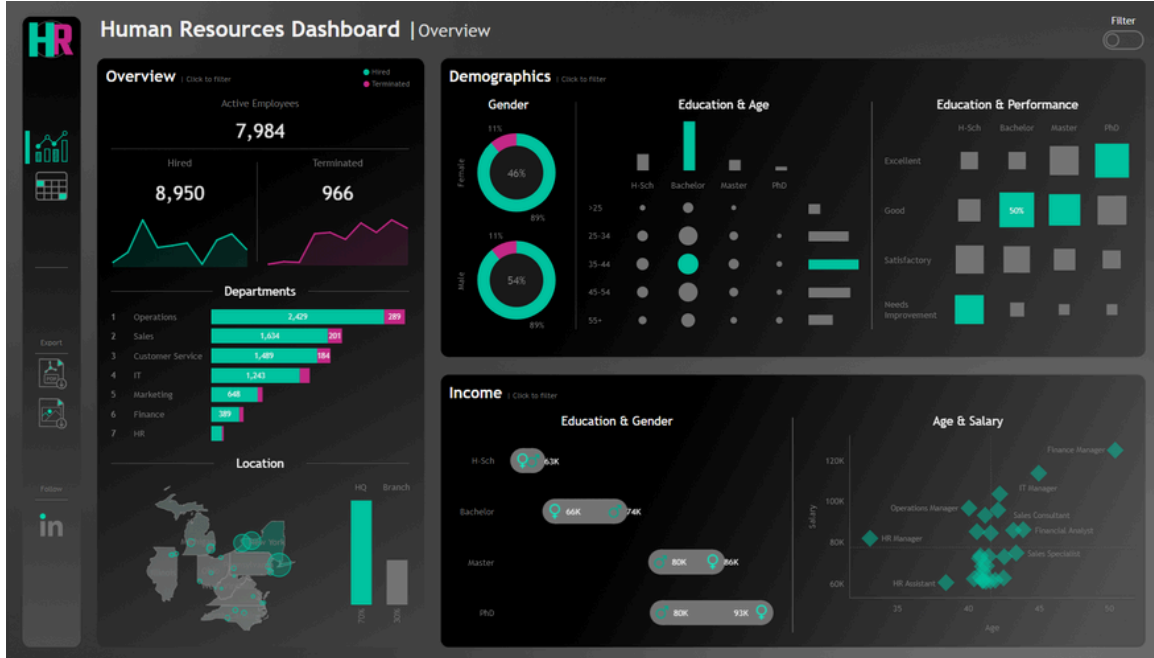 HR
Human Resources Dashboard | Overview
Filter
Overview | Click to filter
Hired
Terminated
Active Employees
7,984
Hired
Terminated
8,950
966
Departments
1 Operations 2,429 289
2 Sales 1,634 201
3 Customer Service 1,489 184
4 IT 1,243
5 Marketing 648
6 Finance 389
7 HR
Location
HQ Branch
70% 30%
Export
PDF
Follow
in
Demographics | Click to filter
Gender
Female
11%
46%
89%
Male
11%
54%
89%
Education & Age
H-Sch Bachelor Master PhD
>25
25-34
35-44
45-54
55+
Education & Performance
H-Sch Bachelor Master PhD
Excellent
Good 50%
Satisfactory
Needs
Improvement
Income | Click to filter
Education & Gender
H-Sch 63K
Bachelor 66K 74K
Master 80K 86K
PhD 80K 93K
Age & Salary
Salary
120K
100K
80K
60K
Finance Manager
IT Manager
Operations Manager
Sales Consultant
Financial Analyst
HR Manager
Sales Specialist
HR Assistant
35 40 45 50
Age